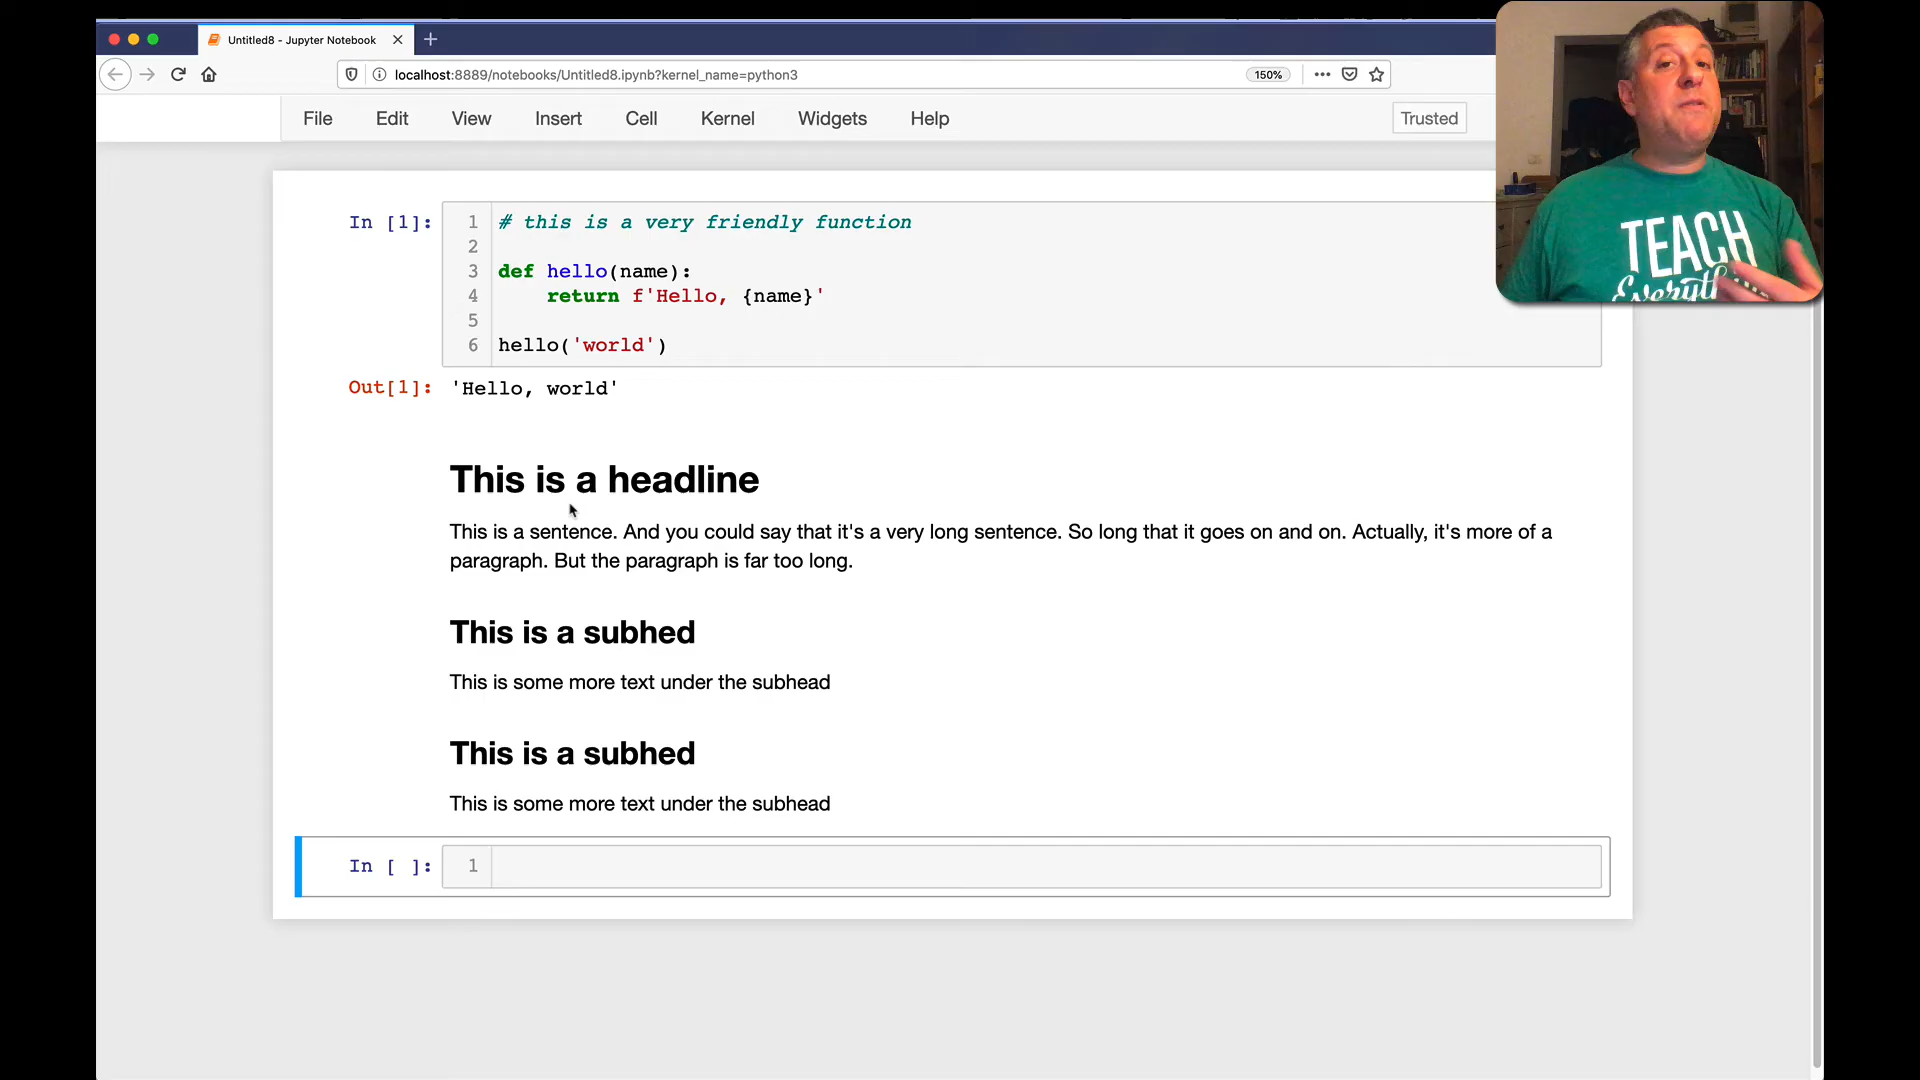 Untitled8 - Jupyter Notebook
localhost:8889/notebooks/Untitled8.ipynb?kernel_name=python3
150%
File Edit View Insert Cell Kernel Widgets Help
Trusted
TEACH
Everyth
In [1]:
1 # this is a very friendly function
2
3 def hello(name):
4     return f'Hello, {name}'
5
6 hello('world')
Out[1]: 'Hello, world'
This is a headline
This is a sentence. And you could say that it's a very long sentence. So long that it goes on and on. Actually, it's more of a
paragraph. But the paragraph is far too long.
This is a subhed
This is some more text under the subhead
This is a subhed
This is some more text under the subhead
In [ ]: 1